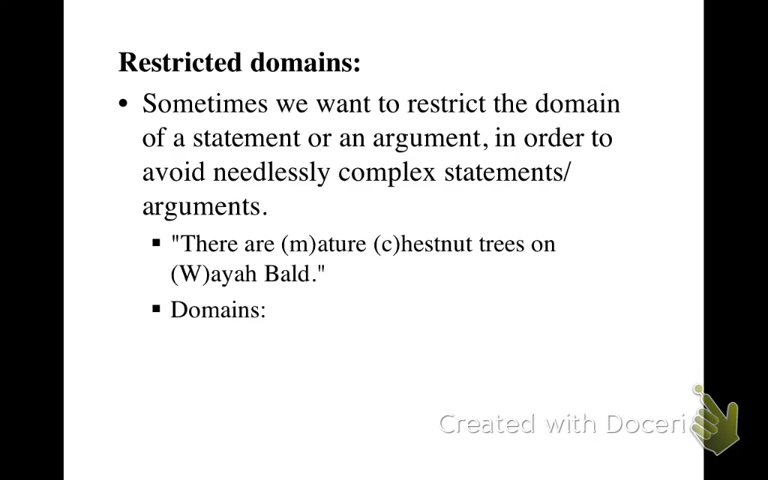 Restricted domains:
• Sometimes we want to restrict the domain
of a statement or an argument, in order to
avoid needlessly complex statements/
arguments.
▪ "There are (m)ature (c)hestnut trees on
(W)ayah Bald."
▪ Domains:
Created with Doceri